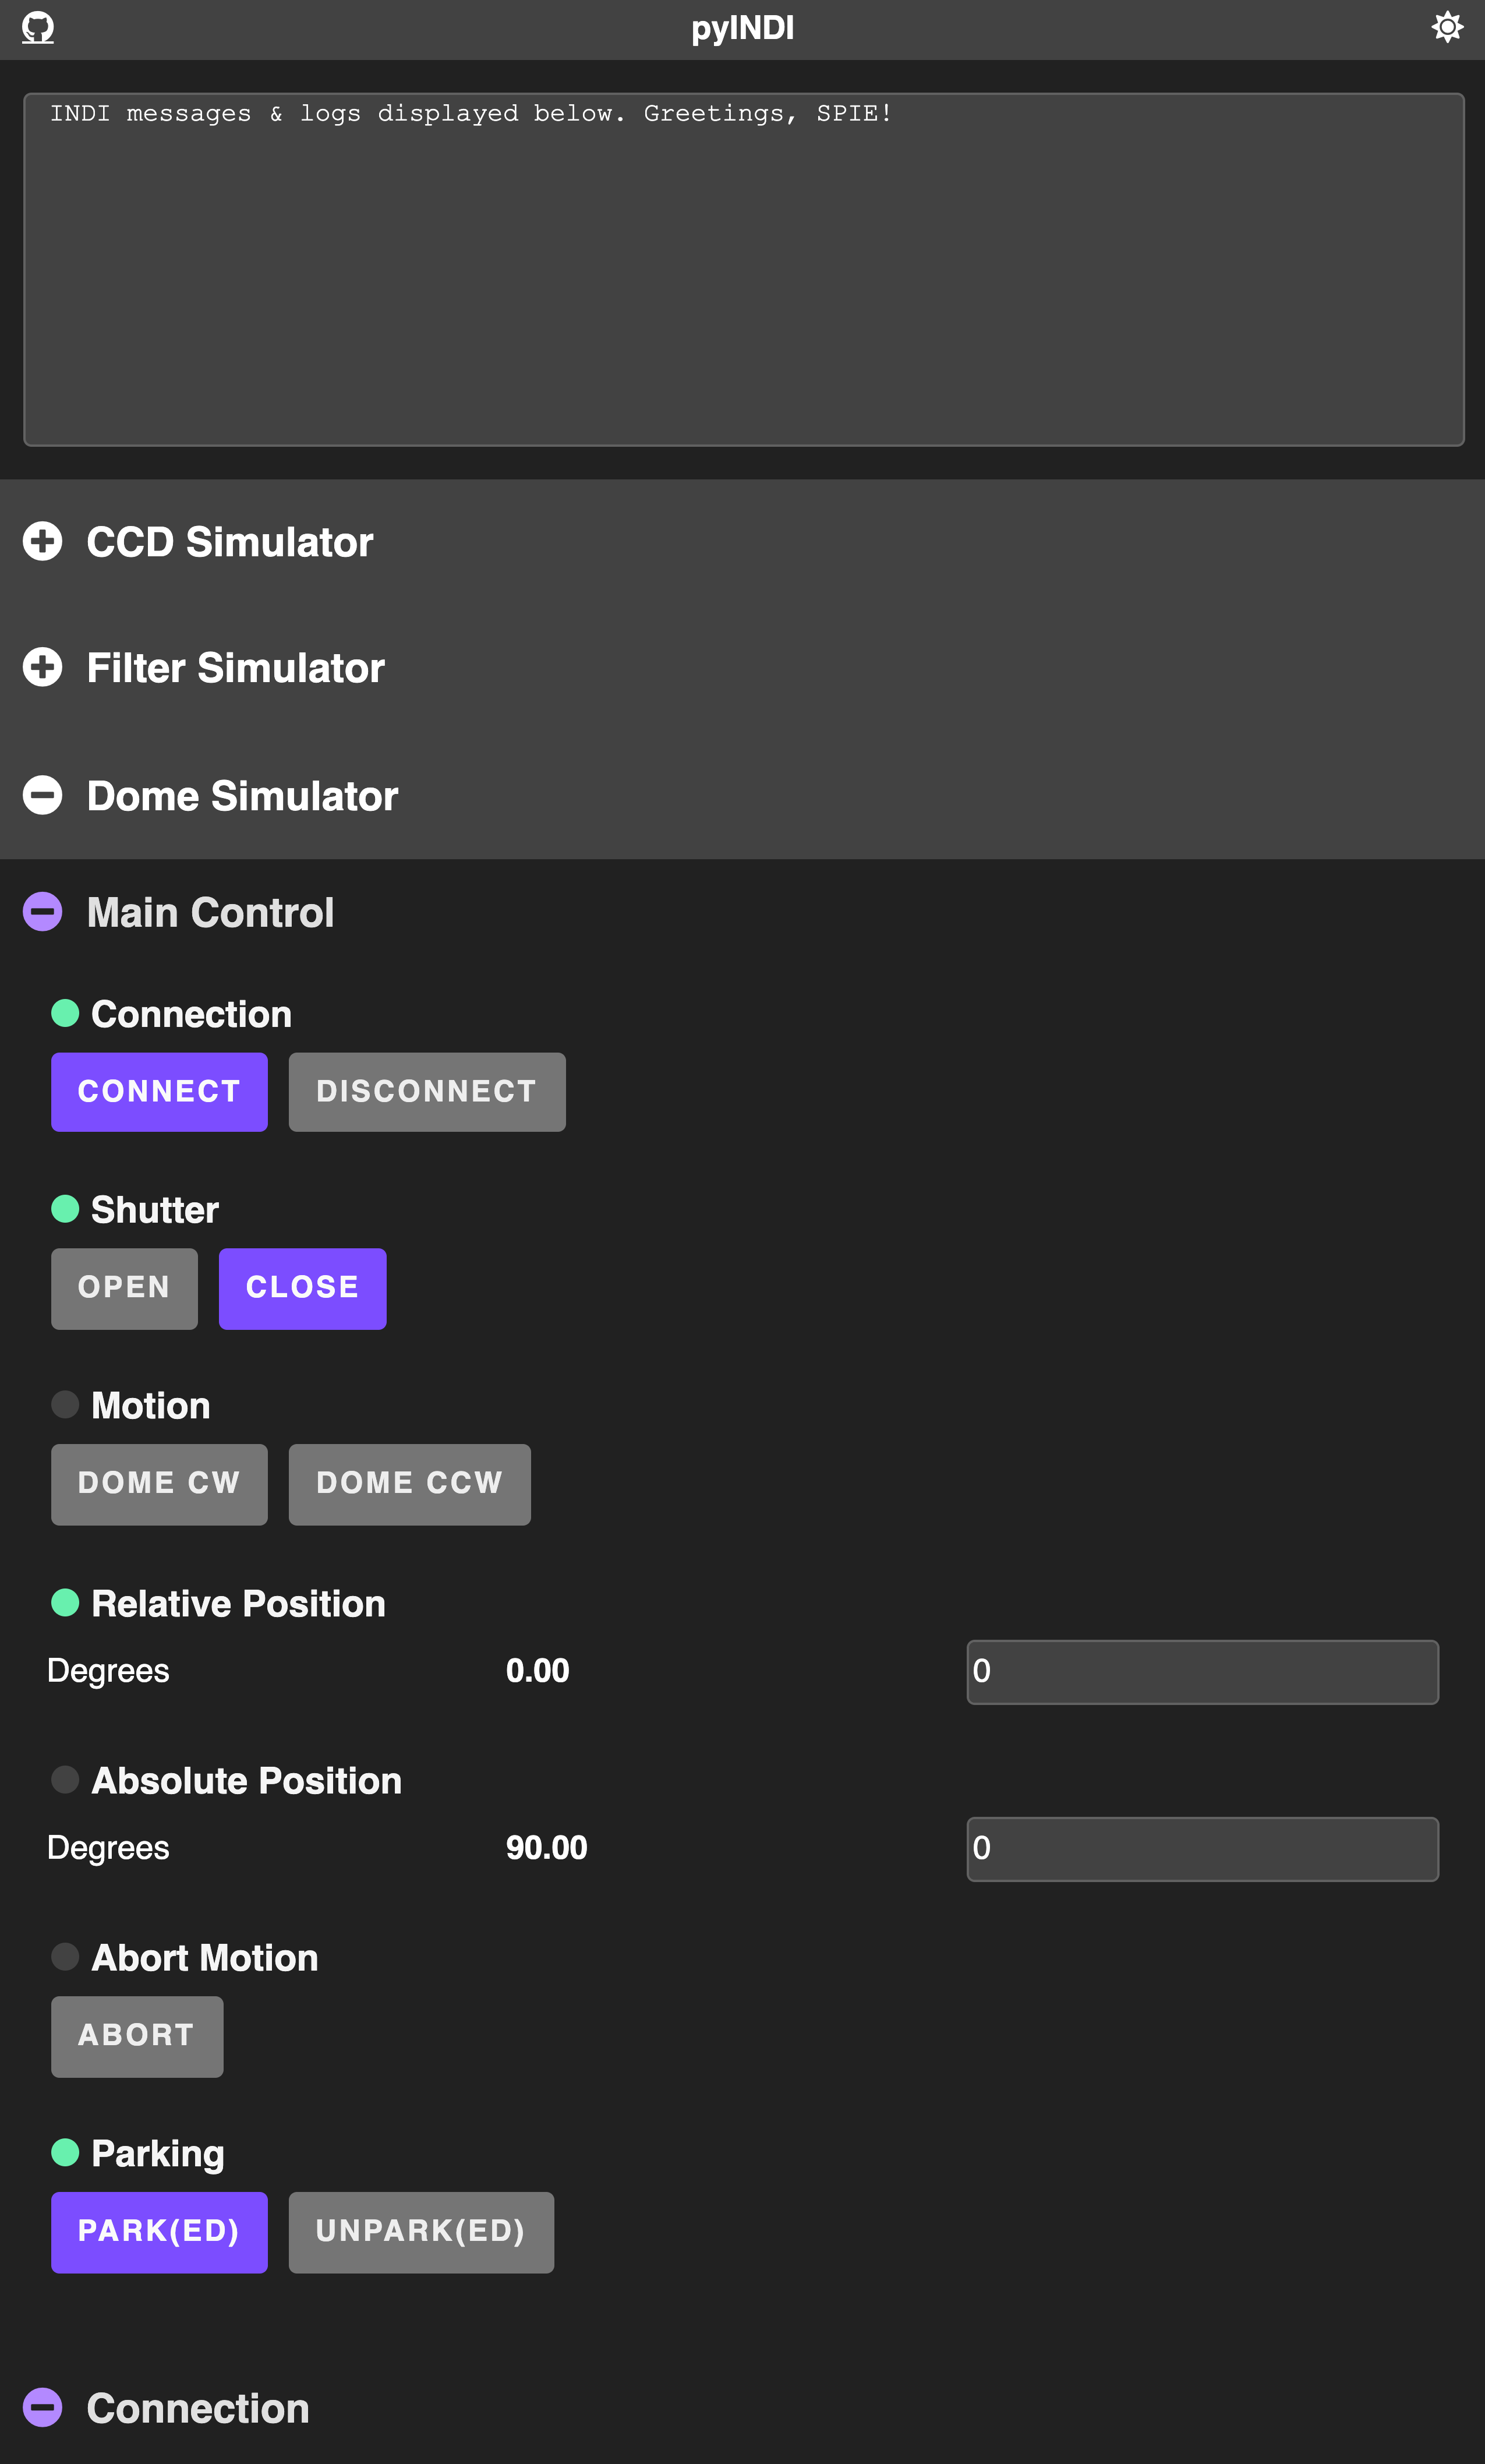 pyINDI
INDI messages & logs displayed below. Greetings, SPIE!
CCD Simulator
Filter Simulator
Dome Simulator
Main Control
Connection
CONNECT DISCONNECT
Shutter
OPEN CLOSE
Motion
DOME CW DOME CCW
Relative Position
Degrees 0.00 0
Absolute Position
Degrees 90.00 0
Abort Motion
ABORT
Parking
PARK(ED) UNPARK(ED)
Connection